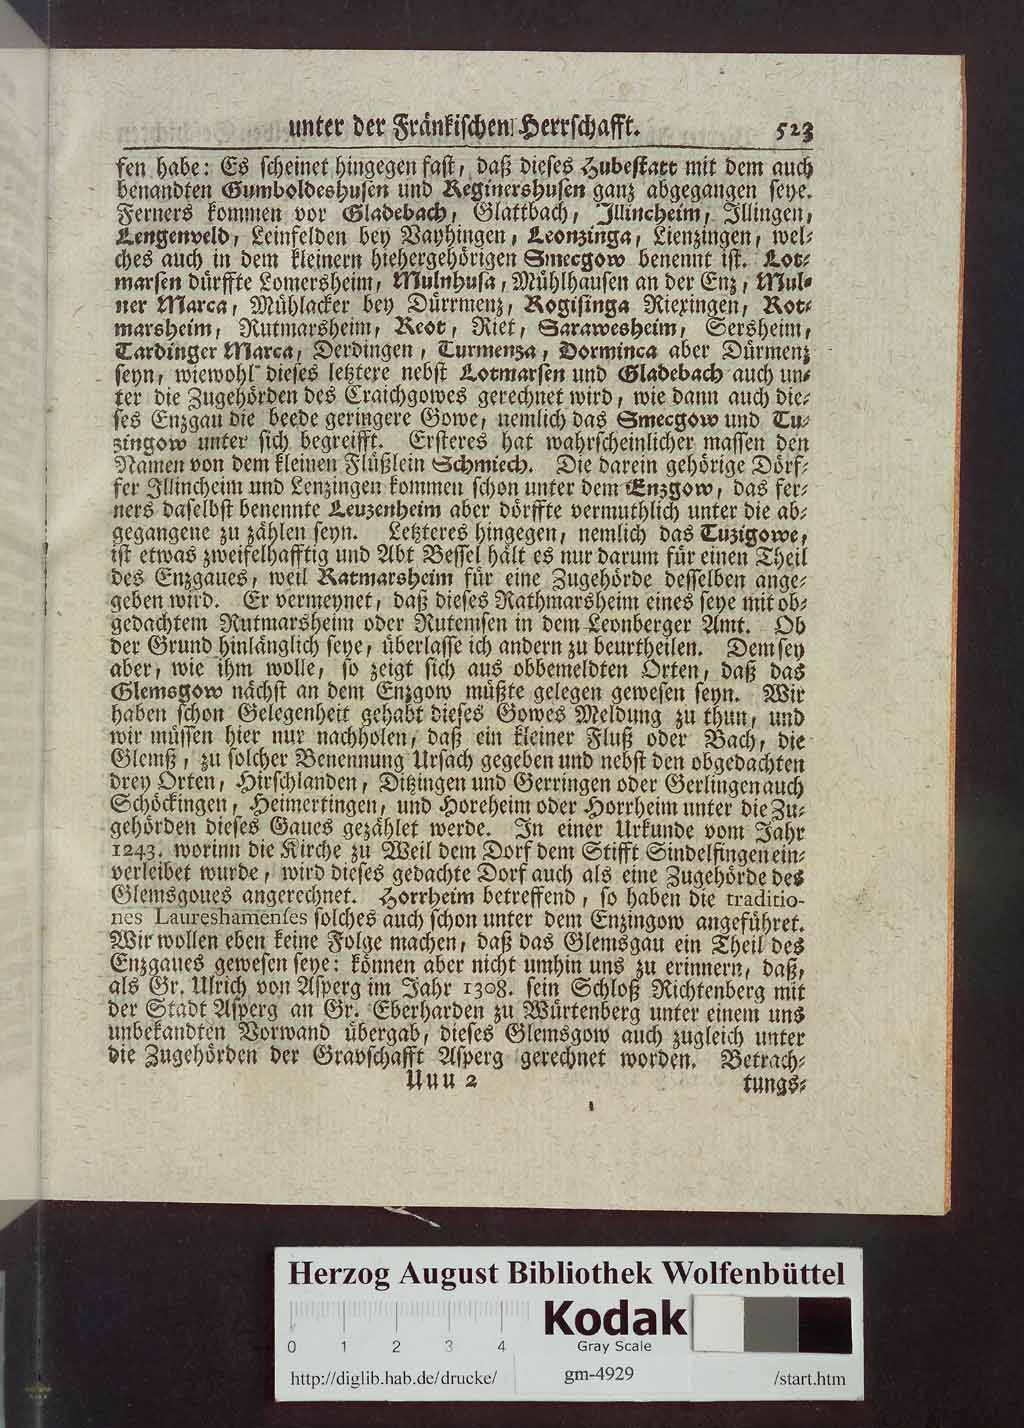 unter der Fränkischen Herrschafft. 523
fen habe: Es scheinet hingegen fast, daß dieses Hubestatt mit dem auch
benandten Gumboldeshusen und Reginershusen ganz abgegangen seye.
Ferners kommen vor Gladebach, Glattbach, Illincheim, Illingen,
Lengenveld, Leinfelden bey Vayhingen, Leonzinga, Lienzingen, wel-
ches auch in dem kleinern hiehergehörigen Smecgow benennt ist. Lot-
marsen dürffte Lomersheim, Mulnhusa, Mühlhausen an der Enz, Mul-
ner Marca, Mühlacker bey Dürrmenz, Rogisinga Riexingen, Rot-
marsheim, Rutmarsheim, Reot, Riet, Sarawesheim, Sersheim,
Tardinger Marca, Derdingen, Turmenza, Dorminca aber Dürmenz
seyn, wiewohl dieses letztere nebst Lotmarsen und Gladebach auch un-
ter die Zugehörden des Craichgowes gerechnet wird, wie dann auch die-
ses Enzgau die beede geringere Gowe, nemlich das Smecgow und Tu-
zingow unter sich begreifft. Ersteres hat wahrscheinlicher massen den
Namen von dem kleinen Flüßlein Schmiech. Die darein gehörige Dörf-
fer Illincheim und Lenzingen kommen schon unter dem Enzgow, das fer-
ners daselbst benennte Leuzenheim aber dörffte vermuthlich unter die ab-
gegangene zu zählen seyn. Letzteres hingegen, nemlich das Tuzigowe,
ist etwas zweifelhafftig und Abt Bessel hält es nur darum für einen Theil
des Enzgaues, weil Ratmarsheim für eine Zugehörde desselben ange-
geben wird. Er vermeynet, daß dieses Rathmarsheim eines seye mit ob-
gedachtem Rutmarsheim oder Rutemsen in dem Leonberger Amt. Ob
der Grund hinlänglich seye, überlasse ich andern zu beurtheilen. Dem sey
aber, wie ihm wolle, so zeigt sich aus obbemeldten Orten, daß das
Glemsgow nächst an dem Enzgow müßte gelegen gewesen seyn. Wir
haben schon Gelegenheit gehabt dieses Gowes Meldung zu thun, und
wir müssen hier nur nachholen, daß ein kleiner Fluß oder Bach, die
Glemß, zu solcher Benennung Ursach gegeben und nebst den obgedachten
drey Orten, Hirschlanden, Ditzingen und Gerringen oder Gerlingen auch
Schöckingen, Heimertingen, und Horeheim oder Horrheim unter die Zu-
gehörden dieses Gaues gezählet werde. In einer Urkunde vom Jahr
1243. worinn die Kirche zu Weil dem Dorf dem Stifft Sindelfingen ein-
verleibet wurde, wird dieses gedachte Dorf auch als eine Zugehörde des
Glemsgoues angerechnet. Horrheim betreffend, so haben die traditio-
nes Laureshamenses solches auch schon unter dem Enzingow angeführet.
Wir wollen eben keine Folge machen, daß das Glemsgau ein Theil des
Enzgaues gewesen seye: können aber nicht umhin uns zu erinnern, daß,
als Gr. Ulrich von Asperg im Jahr 1308. sein Schloß Richtenberg mit
der Stadt Asperg an Gr. Eberharden zu Würtenberg unter einem uns
unbekandten Vorwand übergab, dieses Glemsgow auch zugleich unter
die Zugehörden der Gravschafft Asperg gerechnet worden. Betrach-
Uuu 2 tungs-
Herzog August Bibliothek Wolfenbüttel
0 1 2 3 4
Kodak
Gray Scale
http://diglib.hab.de/drucke/ gm-4929 /start.htm